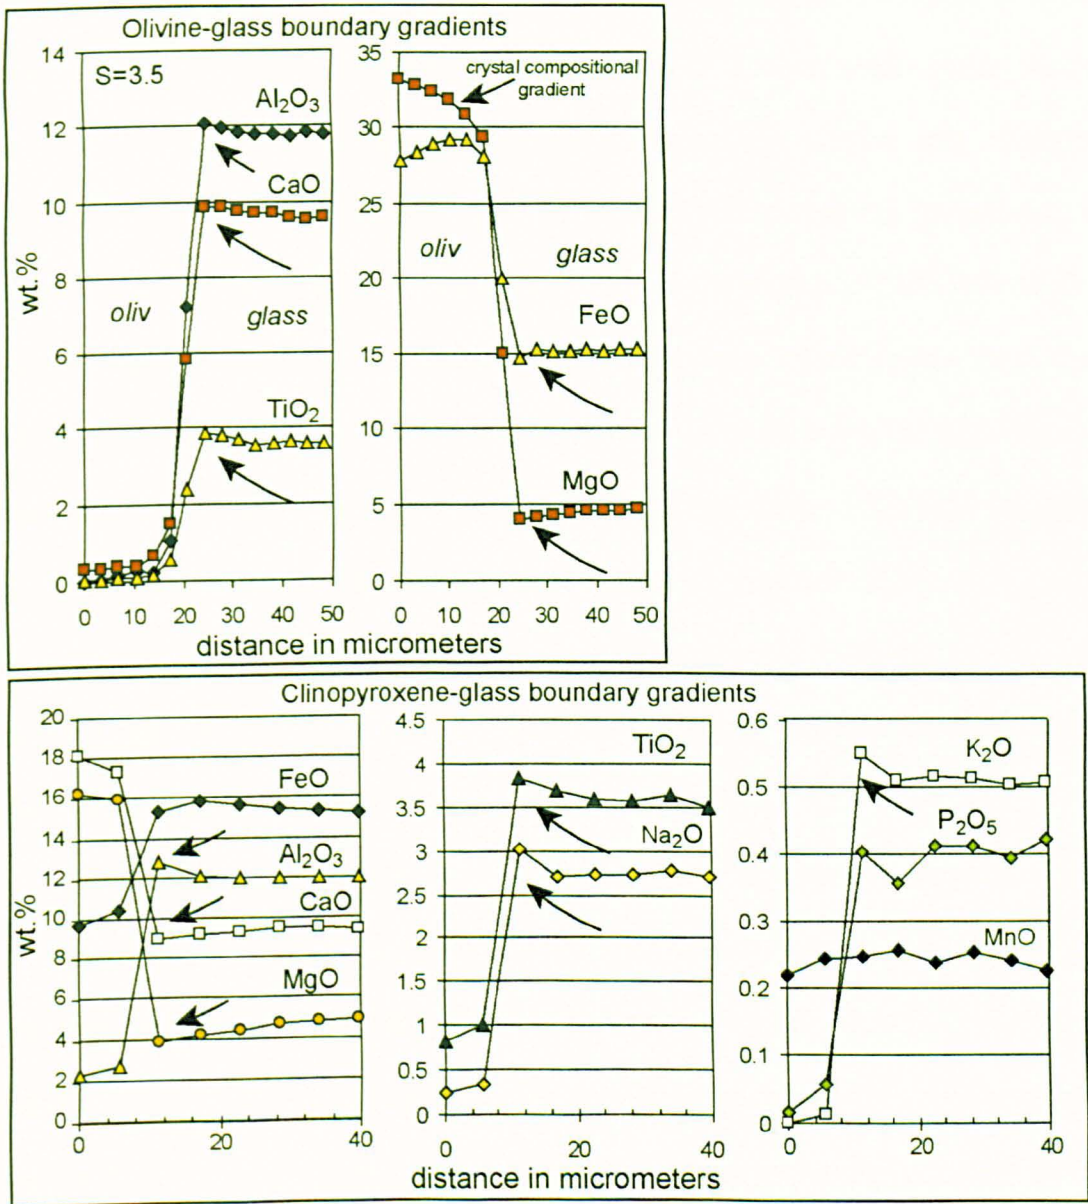 Olivine-glass boundary gradients
S=3.5
Al₂O₃
CaO
oliv
glass
TiO₂
14
12
10
8
6
4
2
0
wt.%
0 10 20 30 40 50
crystal compositional
gradient
oliv
glass
FeO
MgO
35
30
25
20
15
10
5
0
0 10 20 30 40 50
distance in micrometers
Clinopyroxene-glass boundary gradients
20
18
16
14
12
10
8
6
4
2
0
wt.%
FeO
Al₂O₃
CaO
MgO
0 20 40
4.5
4
3.5
3
2.5
2
1.5
1
0.5
0
TiO₂
Na₂O
0 20 40
0.6
0.5
0.4
0.3
0.2
0.1
0
K₂O
P₂O₅
MnO
0 20 40
distance in micrometers